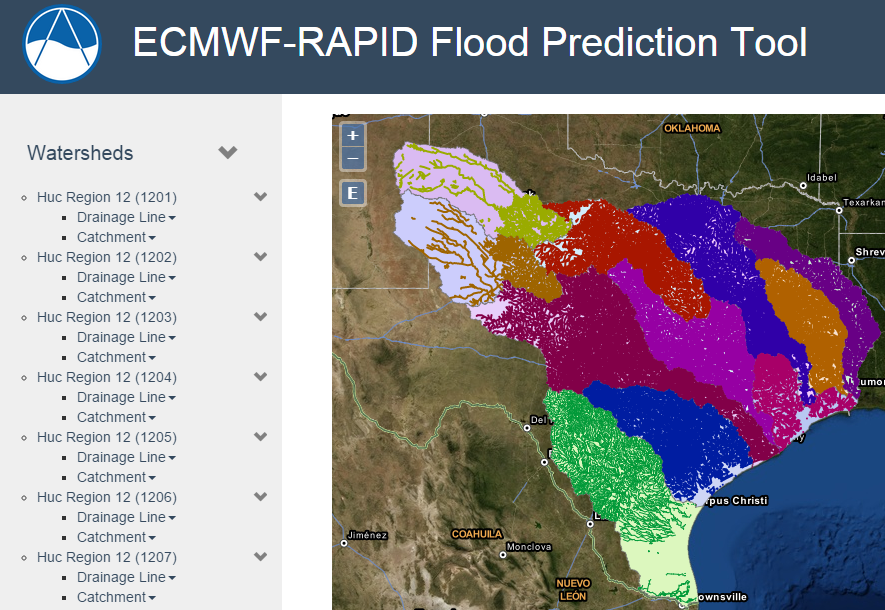 ECMWF-RAPID Flood Prediction Tool
Watersheds
Huc Region 12 (1201)
Drainage Line
Catchment
Huc Region 12 (1202)
Drainage Line
Catchment
Huc Region 12 (1203)
Drainage Line
Catchment
Huc Region 12 (1204)
Drainage Line
Catchment
Huc Region 12 (1205)
Drainage Line
Catchment
Huc Region 12 (1206)
Drainage Line
Catchment
Huc Region 12 (1207)
Drainage Line
Catchment
+
−
E
OKLAHOMA
Idabel
Texarkan
Shrev
umor
Del
rpus Christi
Jiménez
COAHUILA
Monclova
NUEVO
LEÓN
ownsville